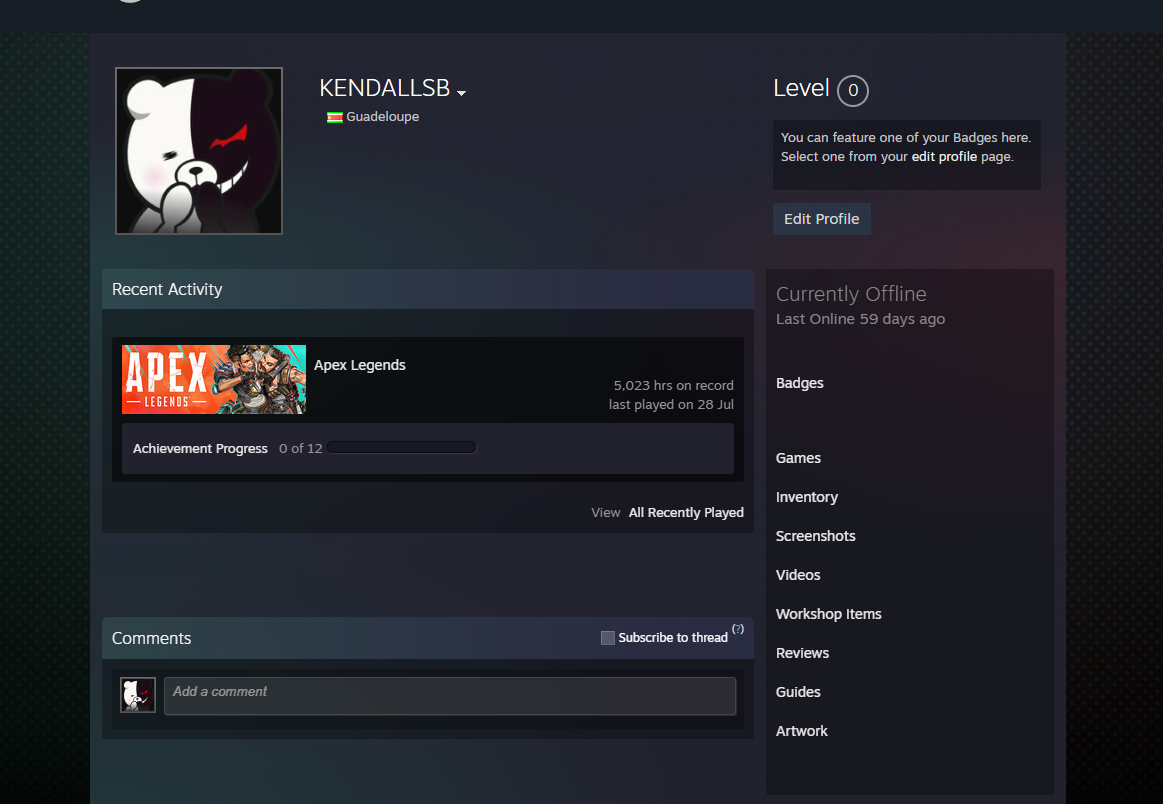 KENDALLSB
Guadeloupe
Level 0
You can feature one of your Badges here.
Select one from your edit profile page.
Edit Profile
Recent Activity
APEX
LEGENDS
Apex Legends
5,023 hrs on record
last played on 28 Jul
Achievement Progress 0 of 12
View All Recently Played
Comments
Subscribe to thread (?)
Add a comment
Currently Offline
Last Online 59 days ago
Badges
Games
Inventory
Screenshots
Videos
Workshop Items
Reviews
Guides
Artwork